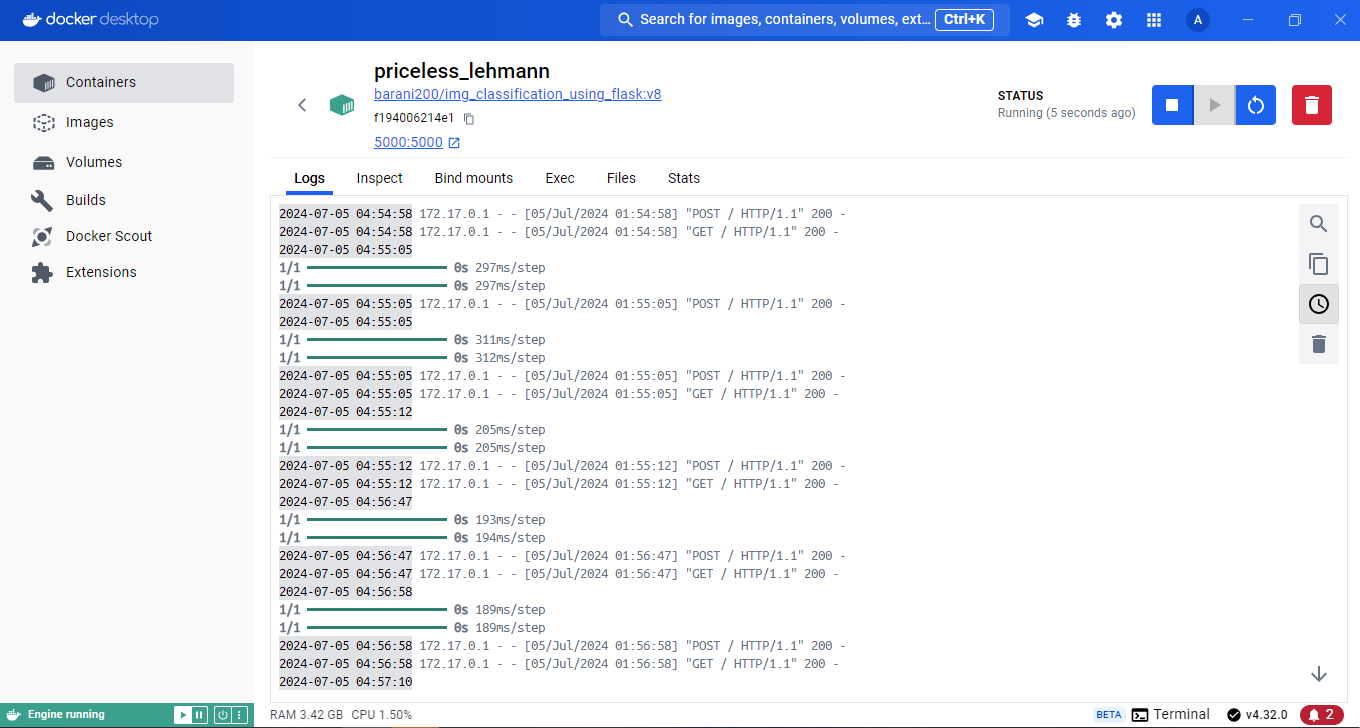 docker desktop
Search for images, containers, volumes, ext... Ctrl+K
A
Containers
Images
Volumes
Builds
Docker Scout
Extensions
priceless_lehmann
barani200/img_classification_using_flask:v8
f194006214e1
5000:5000
STATUS
Running (5 seconds ago)
Logs Inspect Bind mounts Exec Files Stats
2024-07-05 04:54:58 172.17.0.1 - - [05/Jul/2024 01:54:58] "POST / HTTP/1.1" 200 -
2024-07-05 04:54:58 172.17.0.1 - - [05/Jul/2024 01:54:58] "GET / HTTP/1.1" 200 -
2024-07-05 04:55:05
1/1 ━━━━━━━━━━━━━━━━━━━━ 0s 297ms/step
1/1 ━━━━━━━━━━━━━━━━━━━━ 0s 297ms/step
2024-07-05 04:55:05 172.17.0.1 - - [05/Jul/2024 01:55:05] "POST / HTTP/1.1" 200 -
2024-07-05 04:55:05
1/1 ━━━━━━━━━━━━━━━━━━━━ 0s 311ms/step
1/1 ━━━━━━━━━━━━━━━━━━━━ 0s 312ms/step
2024-07-05 04:55:05 172.17.0.1 - - [05/Jul/2024 01:55:05] "POST / HTTP/1.1" 200 -
2024-07-05 04:55:05 172.17.0.1 - - [05/Jul/2024 01:55:05] "GET / HTTP/1.1" 200 -
2024-07-05 04:55:12
1/1 ━━━━━━━━━━━━━━━━━━━━ 0s 205ms/step
1/1 ━━━━━━━━━━━━━━━━━━━━ 0s 205ms/step
2024-07-05 04:55:12 172.17.0.1 - - [05/Jul/2024 01:55:12] "POST / HTTP/1.1" 200 -
2024-07-05 04:55:12 172.17.0.1 - - [05/Jul/2024 01:55:12] "GET / HTTP/1.1" 200 -
2024-07-05 04:56:47
1/1 ━━━━━━━━━━━━━━━━━━━━ 0s 193ms/step
1/1 ━━━━━━━━━━━━━━━━━━━━ 0s 194ms/step
2024-07-05 04:56:47 172.17.0.1 - - [05/Jul/2024 01:56:47] "POST / HTTP/1.1" 200 -
2024-07-05 04:56:47 172.17.0.1 - - [05/Jul/2024 01:56:47] "GET / HTTP/1.1" 200 -
2024-07-05 04:56:58
1/1 ━━━━━━━━━━━━━━━━━━━━ 0s 189ms/step
1/1 ━━━━━━━━━━━━━━━━━━━━ 0s 189ms/step
2024-07-05 04:56:58 172.17.0.1 - - [05/Jul/2024 01:56:58] "POST / HTTP/1.1" 200 -
2024-07-05 04:56:58 172.17.0.1 - - [05/Jul/2024 01:56:58] "GET / HTTP/1.1" 200 -
2024-07-05 04:57:10
Engine running
RAM 3.42 GB CPU 1.50%
BETA Terminal v4.32.0 2